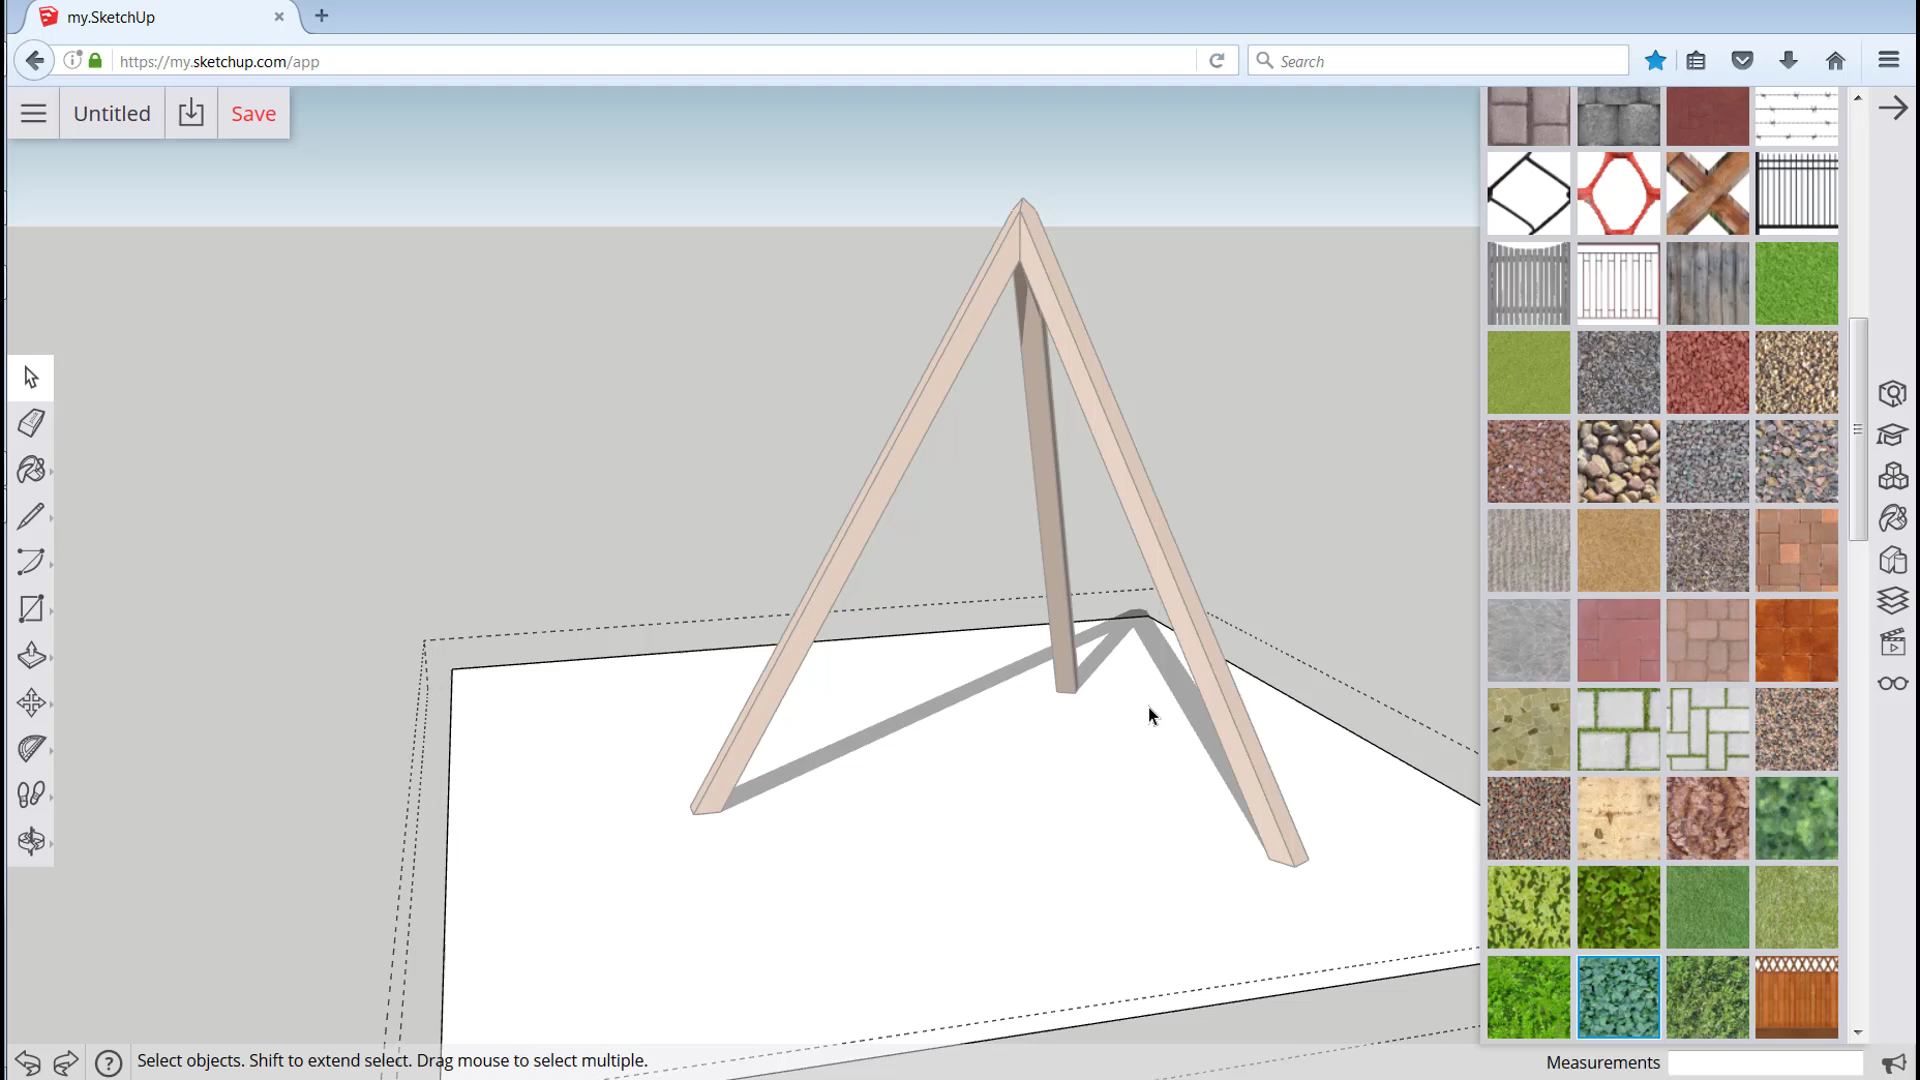 my.SketchUp
https://my.sketchup.com/app
Search
Untitled
Save
Select objects. Shift to extend select. Drag mouse to select multiple.
Measurements